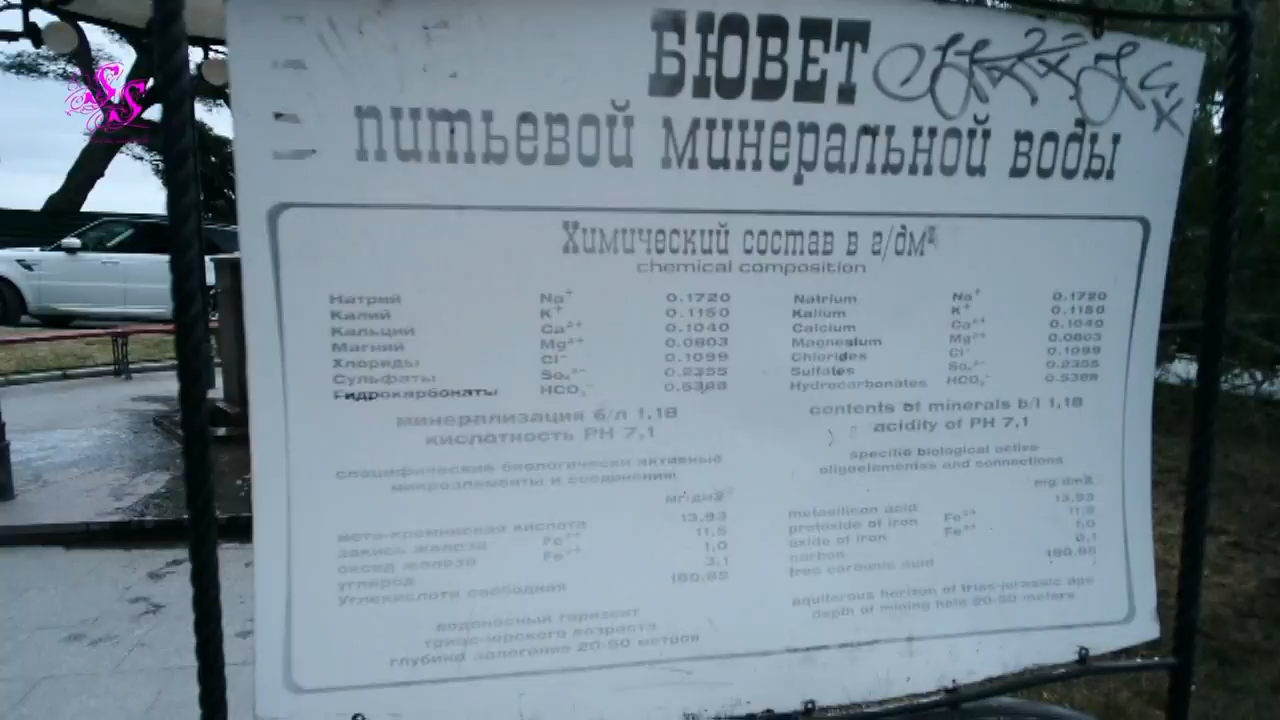 БЮВЕТ
питьевой минеральной воды
Химический состав в г/дм³
chemical composition
Натрий Na⁺ 0.1720 Natrium Na⁺ 0.1720
Калий K⁺ 0.1150 Kalium K⁺ 0.1150
Кальций Ca²⁺ 0.1040 Calcium Ca²⁺ 0.1040
Магний Mg²⁺ 0.0803 Magnesium Mg²⁺ 0.0803
Хлориды Cl⁻ 0.1099 Chlorides Cl⁻ 0.1099
Сульфаты So₄²⁻ 0.2355 Sulfates So₄²⁻ 0.2355
Гидрокарбонаты HCO₃⁻ 0.5388 Hydrocarbonates HCO₃⁻ 0.5388
минерализация б/л 1,18
кислотность PH 7,1
contents of minerals b/l 1,18
acidity of PH 7,1
специфические биологически активные
микроэлементы и соединения
specific biological active
oligoelementas and connections
мг/дм³
мета-кремниевая кислота 13,93
закись железа Fe²⁺ 11,5
оксед железа Fe³⁺ 1,0
углерод 3,1
Углекислота свободная 180,85
mg/dm³
metosilicon acid 13,93
protoxide of iron Fe²⁺
oxide of iron Fe³⁺ 1,0
carbon
free carbonic acid 180,85
водоносный горизонт
триас-юрского возраста
глубина залегания 20-50 метров
aquiferous horizon of trias-jurassic age
depth of mining hole 20-50 meters